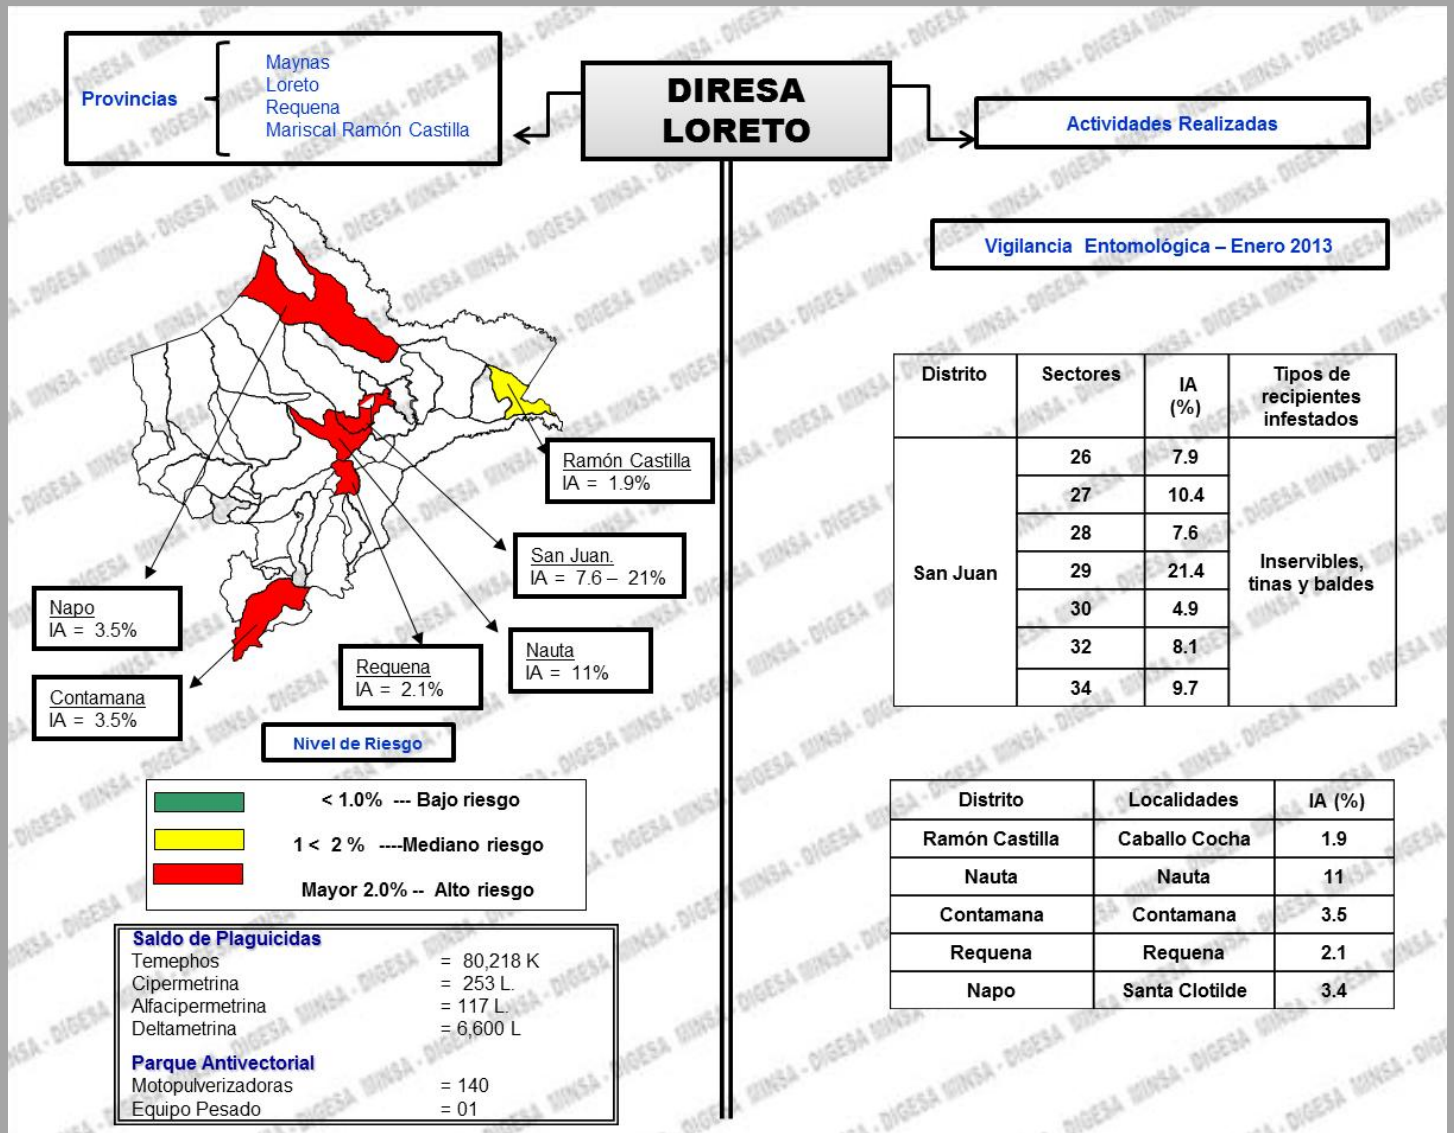 DIRESA
LORETO
Provincias
Maynas
Loreto
Requena
Mariscal Ramón Castilla
Actividades Realizadas
Vigilancia Entomológica – Enero 2013
Ramón Castilla
IA = 1.9%
San Juan.
IA = 7.6 – 21%
Napo
IA = 3.5%
Nauta
IA = 11%
Requena
IA = 2.1%
Contamana
IA = 3.5%
Nivel de Riesgo
< 1.0% --- Bajo riesgo
1 < 2 % ----Mediano riesgo
Mayor 2.0% -- Alto riesgo
Saldo de Plaguicidas
Temephos = 80,218 K
Cipermetrina = 253 L.
Alfacipermetrina = 117 L.
Deltametrina = 6,600 L
Parque Antivectorial
Motopulverizadoras = 140
Equipo Pesado = 01
Distrito Sectores IA (%) Tipos de recipientes infestados
San Juan
26 7.9
27 10.4
28 7.6
29 21.4
30 4.9
32 8.1
34 9.7
Inservibles,
tinas y baldes
Distrito Localidades IA (%)
Ramón Castilla Caballo Cocha 1.9
Nauta Nauta 11
Contamana Contamana 3.5
Requena Requena 2.1
Napo Santa Clotilde 3.4
MINSA - DIGESA